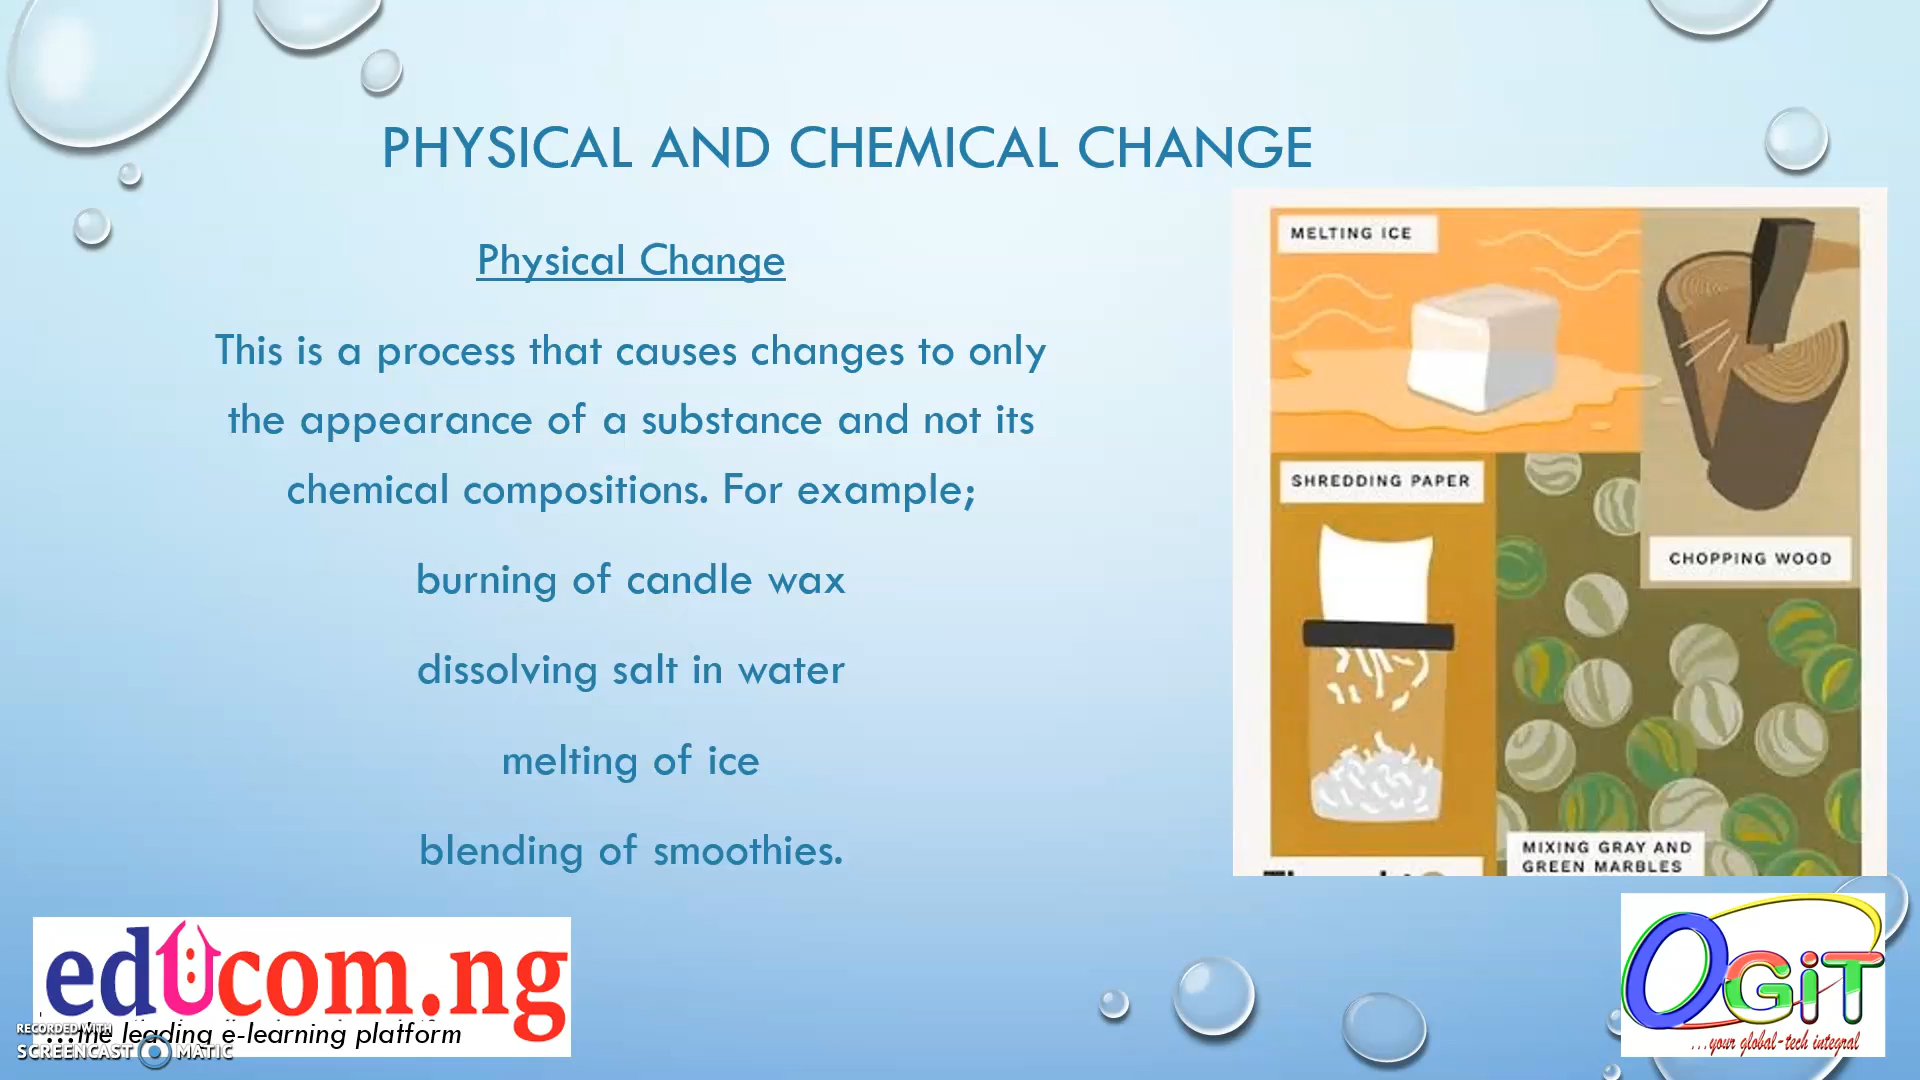 PHYSICAL AND CHEMICAL CHANGE
Physical Change
This is a process that causes changes to only
the appearance of a substance and not its
chemical compositions. For example;
burning of candle wax
dissolving salt in water
melting of ice
blending of smoothies.
MELTING ICE
CHOPPING WOOD
SHREDDING PAPER
MIXING GRAY AND
GREEN MARBLES
educom.ng
...the leading e-learning platform
RECORDED WITH
SCREENCAST MATIC
OGiT
...your global-tech integral